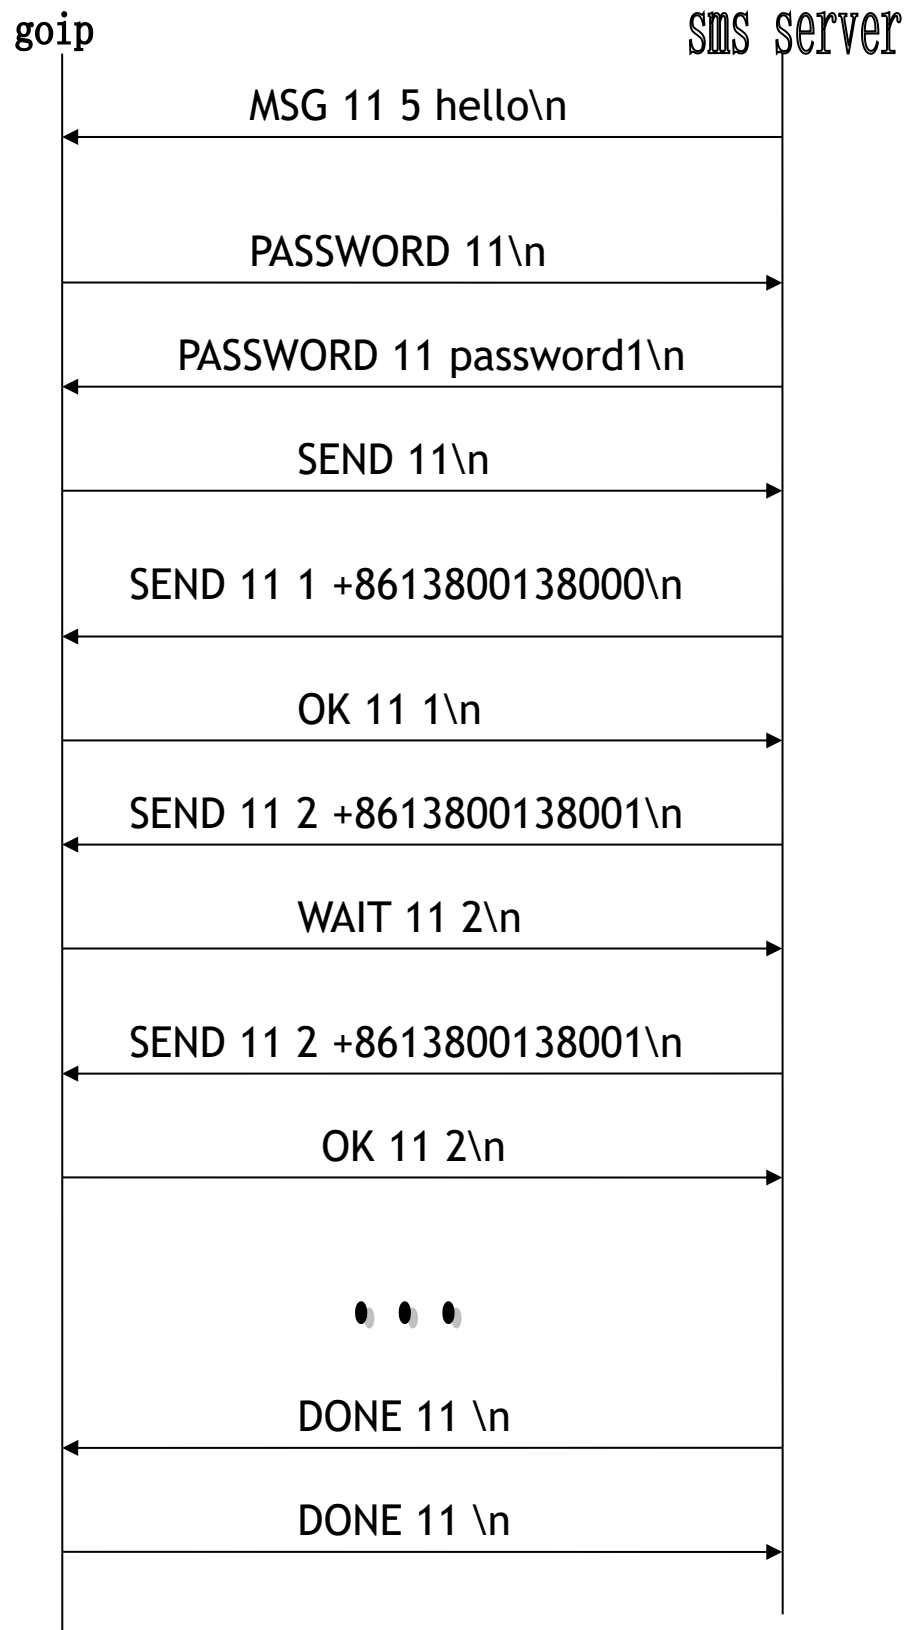 goip
sms server
MSG 11 5 hello\n
PASSWORD 11\n
PASSWORD 11 password1\n
SEND 11\n
SEND 11 1 +8613800138000\n
OK 11 1\n
SEND 11 2 +8613800138001\n
WAIT 11 2\n
SEND 11 2 +8613800138001\n
OK 11 2\n
...
DONE 11 \n
DONE 11 \n